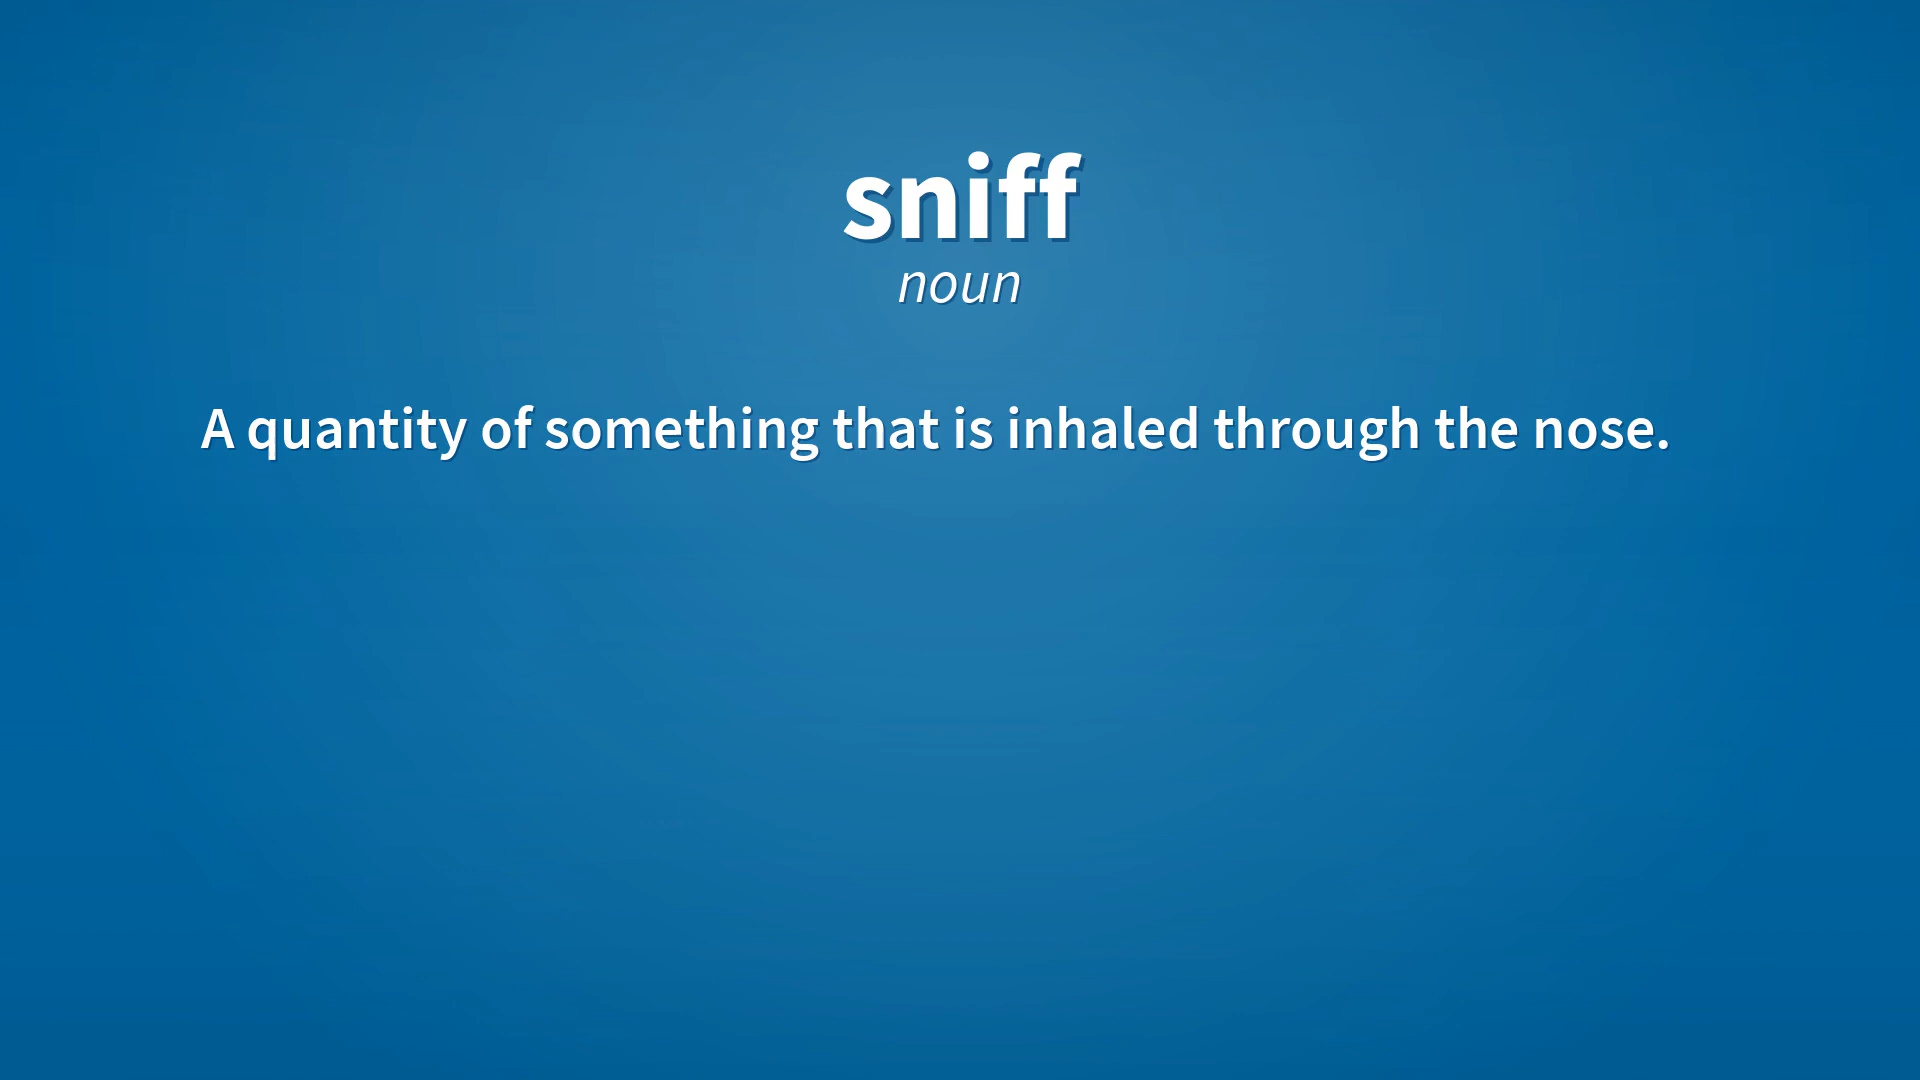 sniff
noun
A quantity of something that is inhaled through the nose.